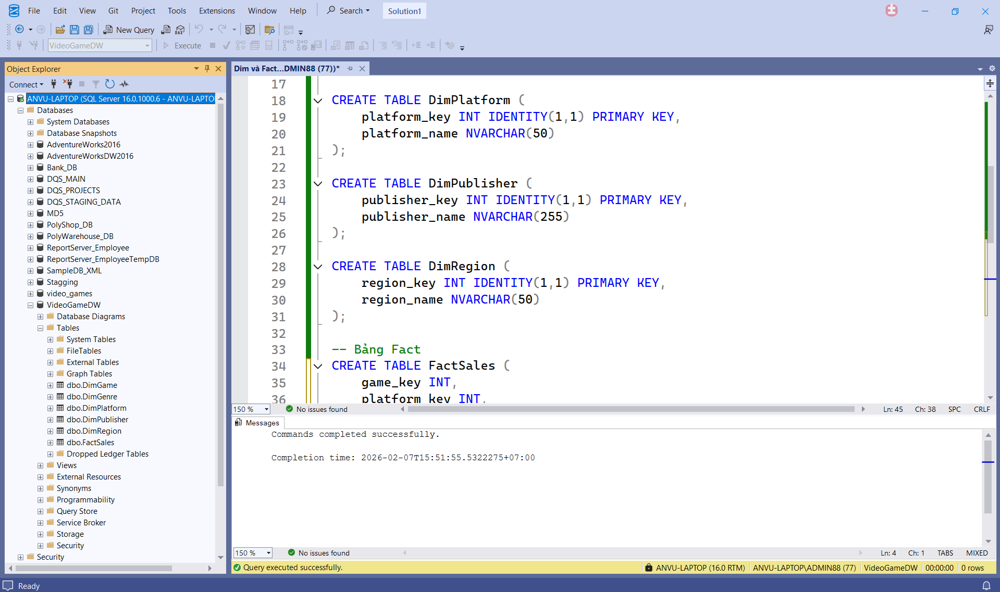 File Edit View Git Project Tools Extensions Window Help Search Solution1
New Query DAX
VideoGameDW Execute
Object Explorer
Connect
ANVU-LAPTOP (SQL Server 16.0.1000.6 - ANVU-LAPTO
Databases
System Databases
Database Snapshots
AdventureWorks2016
AdventureWorksDW2016
Bank_DB
DQS_MAIN
DQS_PROJECTS
DQS_STAGING_DATA
MD5
PolyShop_DB
PolyWarehouse_DB
ReportServer_Employee
ReportServer_EmployeeTempDB
SampleDB_XML
Stagging
video_games
VideoGameDW
Database Diagrams
Tables
System Tables
FileTables
External Tables
Graph Tables
dbo.DimGame
dbo.DimGenre
dbo.DimPlatform
dbo.DimPublisher
dbo.DimRegion
dbo.FactSales
Dropped Ledger Tables
Views
External Resources
Synonyms
Programmability
Query Store
Service Broker
Storage
Security
Security
Dim và Fact...DMIN88 (77))*
17
18 CREATE TABLE DimPlatform (
19 platform_key INT IDENTITY(1,1) PRIMARY KEY,
20 platform_name NVARCHAR(50)
21 );
22
23 CREATE TABLE DimPublisher (
24 publisher_key INT IDENTITY(1,1) PRIMARY KEY,
25 publisher_name NVARCHAR(255)
26 );
27
28 CREATE TABLE DimRegion (
29 region_key INT IDENTITY(1,1) PRIMARY KEY,
30 region_name NVARCHAR(50)
31 );
32
33 -- Bảng Fact
34 CREATE TABLE FactSales (
35 game_key INT,
36 platform_key INT,
150 % No issues found Ln: 45 Ch: 38 SPC CRLF
Messages
Commands completed successfully.
Completion time: 2026-02-07T15:51:55.5322275+07:00
150 % No issues found Ln: 4 Ch: 1 TABS MIXED
Query executed successfully. ANVU-LAPTOP (16.0 RTM) ANVU-LAPTOP\ADMIN88 (77) VideoGameDW 00:00:00 0 rows
Ready